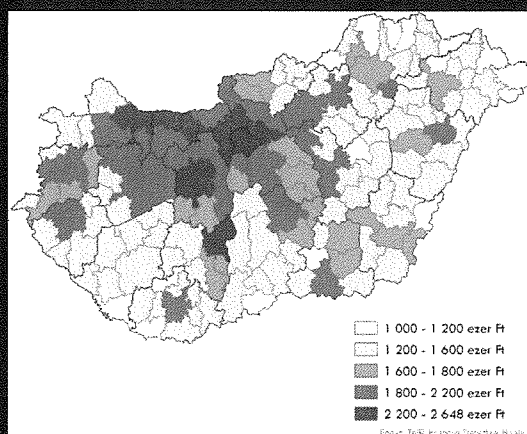 1 000 - 1 200 ezer Ft
1 200 - 1 600 ezer Ft
1 600 - 1 800 ezer Ft
1 800 - 2 200 ezer Ft
2 200 - 2 648 ezer Ft